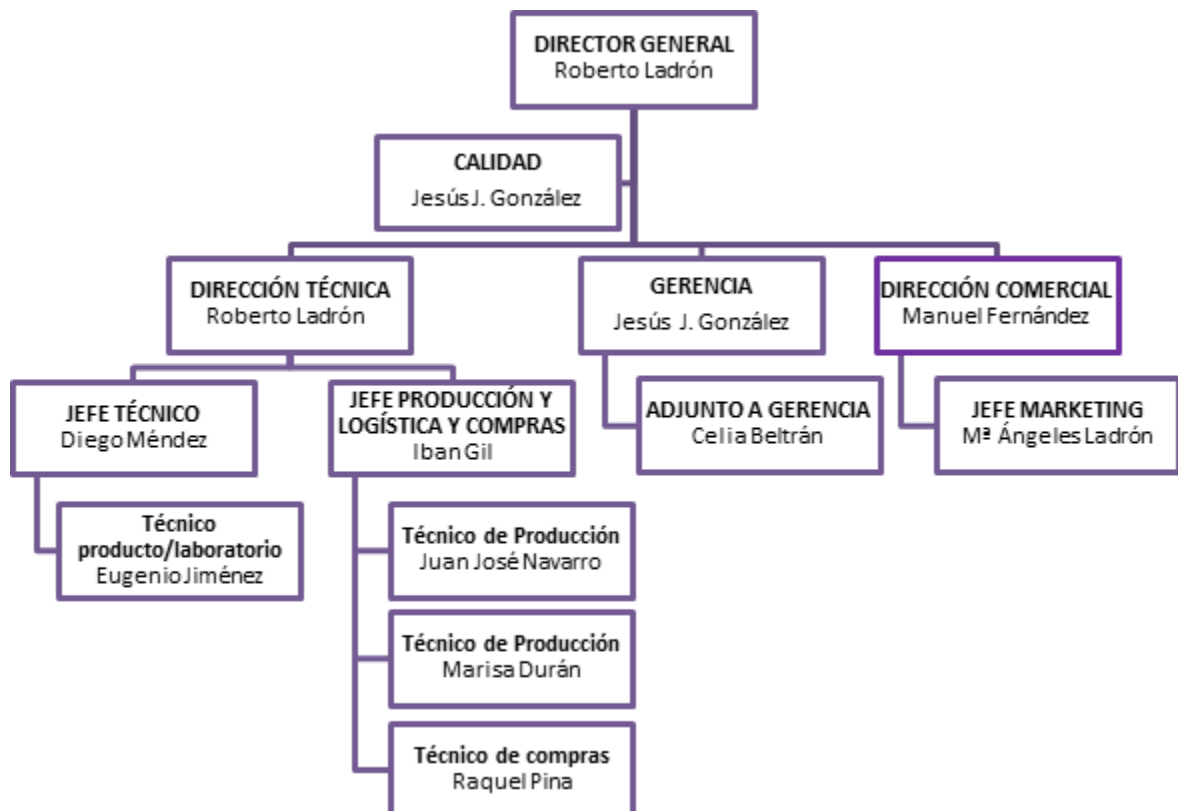 DIRECTOR GENERAL
Roberto Ladrón
CALIDAD
Jesús J. González
DIRECCIÓN TÉCNICA
Roberto Ladrón
GERENCIA
Jesús J. González
DIRECCIÓN COMERCIAL
Manuel Fernández
JEFE TÉCNICO
Diego Méndez
JEFE PRODUCCIÓN Y
LOGÍSTICA Y COMPRAS
Iban Gil
ADJUNTO A GERENCIA
Celia Beltrán
JEFE MARKETING
Mª Ángeles Ladrón
Técnico
producto/laboratorio
Eugenio Jiménez
Técnico de Producción
Juan José Navarro
Técnico de Producción
Marisa Durán
Técnico de compras
Raquel Pina